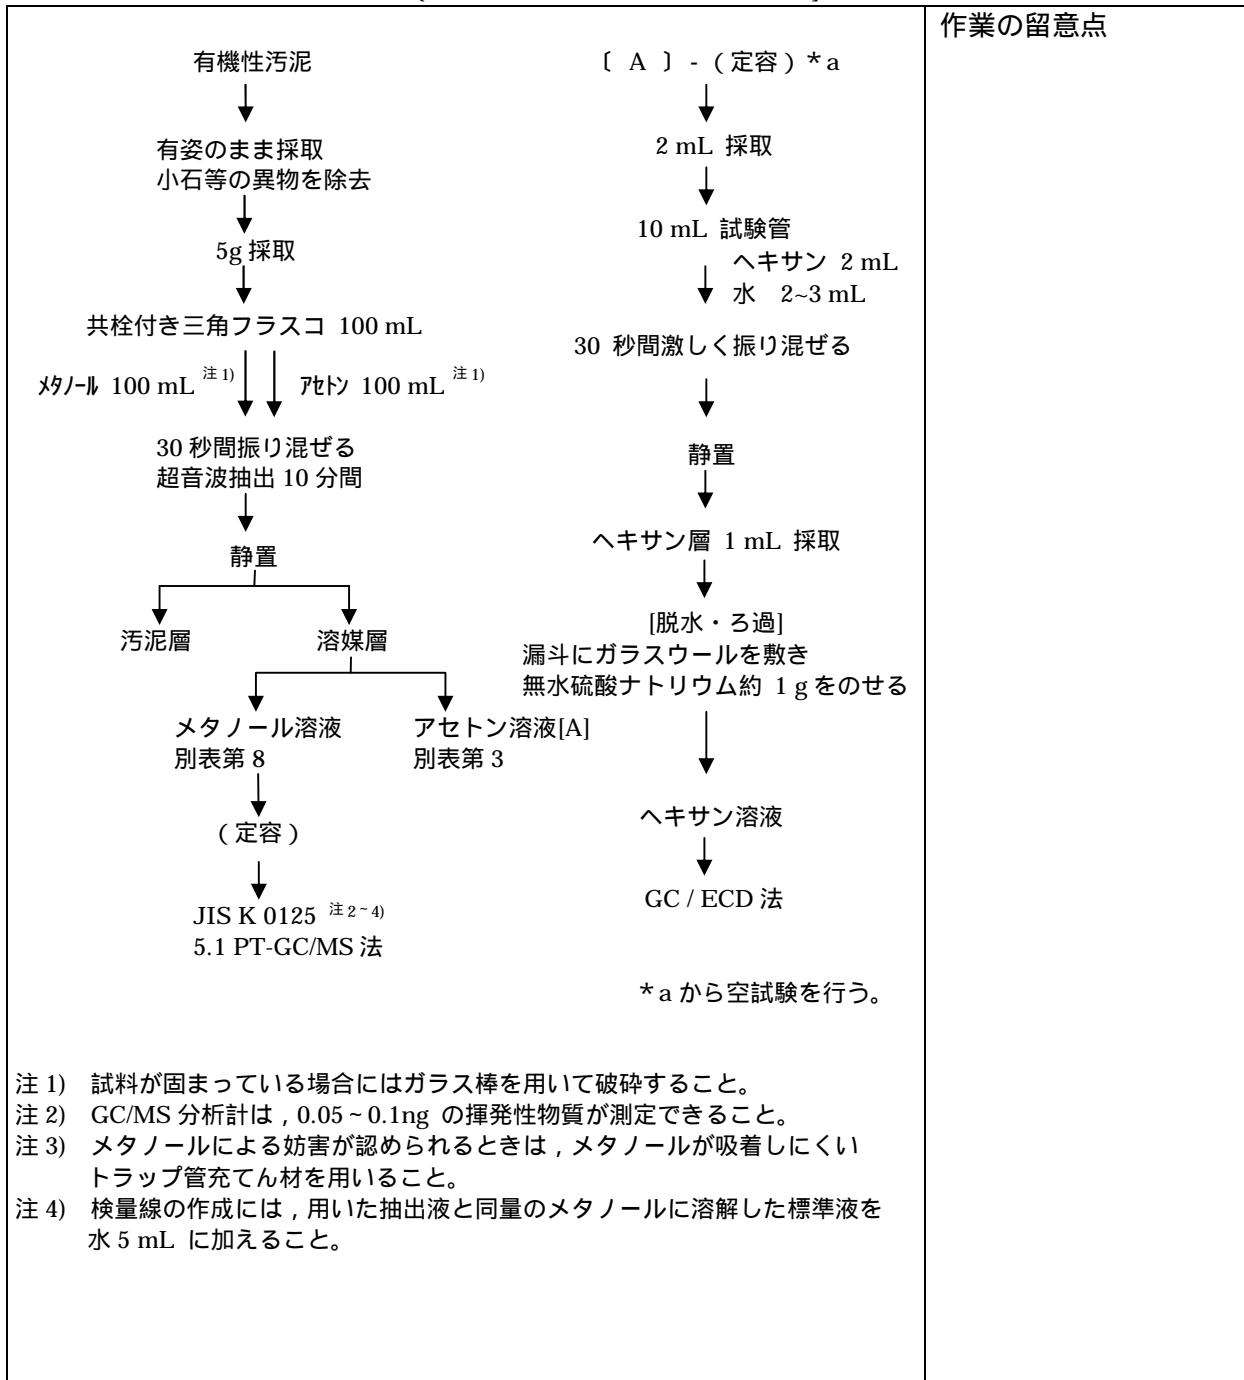 有機性汚泥
有姿のまま採取
小石等の異物を除去
5g 採取
共栓付き三角フラスコ 100 mL
ﾒﾀﾉｰﾙ 100 mL 注 1)
ｱｾﾄﾝ 100 mL 注 1)
30 秒間振り混ぜる
超音波抽出 10 分間
静置
汚泥層
溶媒層
メタノール溶液
別表第 8
アセトン溶液[A]
別表第 3
（定容）
JIS K 0125 注 2~4)
5.1 PT-GC/MS 法
〔 A 〕-（定容）*a
2 mL 採取
10 mL 試験管
ヘキサン 2 mL
水 2~3 mL
30 秒間激しく振り混ぜる
静置
ヘキサン層 1 mL 採取
[脱水・ろ過]
漏斗にガラスウールを敷き
無水硫酸ナトリウム約 1 g をのせる
ヘキサン溶液
GC / ECD 法
*a から空試験を行う。
注 1) 試料が固まっている場合にはガラス棒を用いて破砕すること。
注 2) GC/MS 分析計は，0.05 ~ 0.1ng の揮発性物質が測定できること。
注 3) メタノールによる妨害が認められるときは，メタノールが吸着しにくい
トラップ管充てん材を用いること。
注 4) 検量線の作成には，用いた抽出液と同量のメタノールに溶解した標準液を
水 5 mL に加えること。
作業の留意点